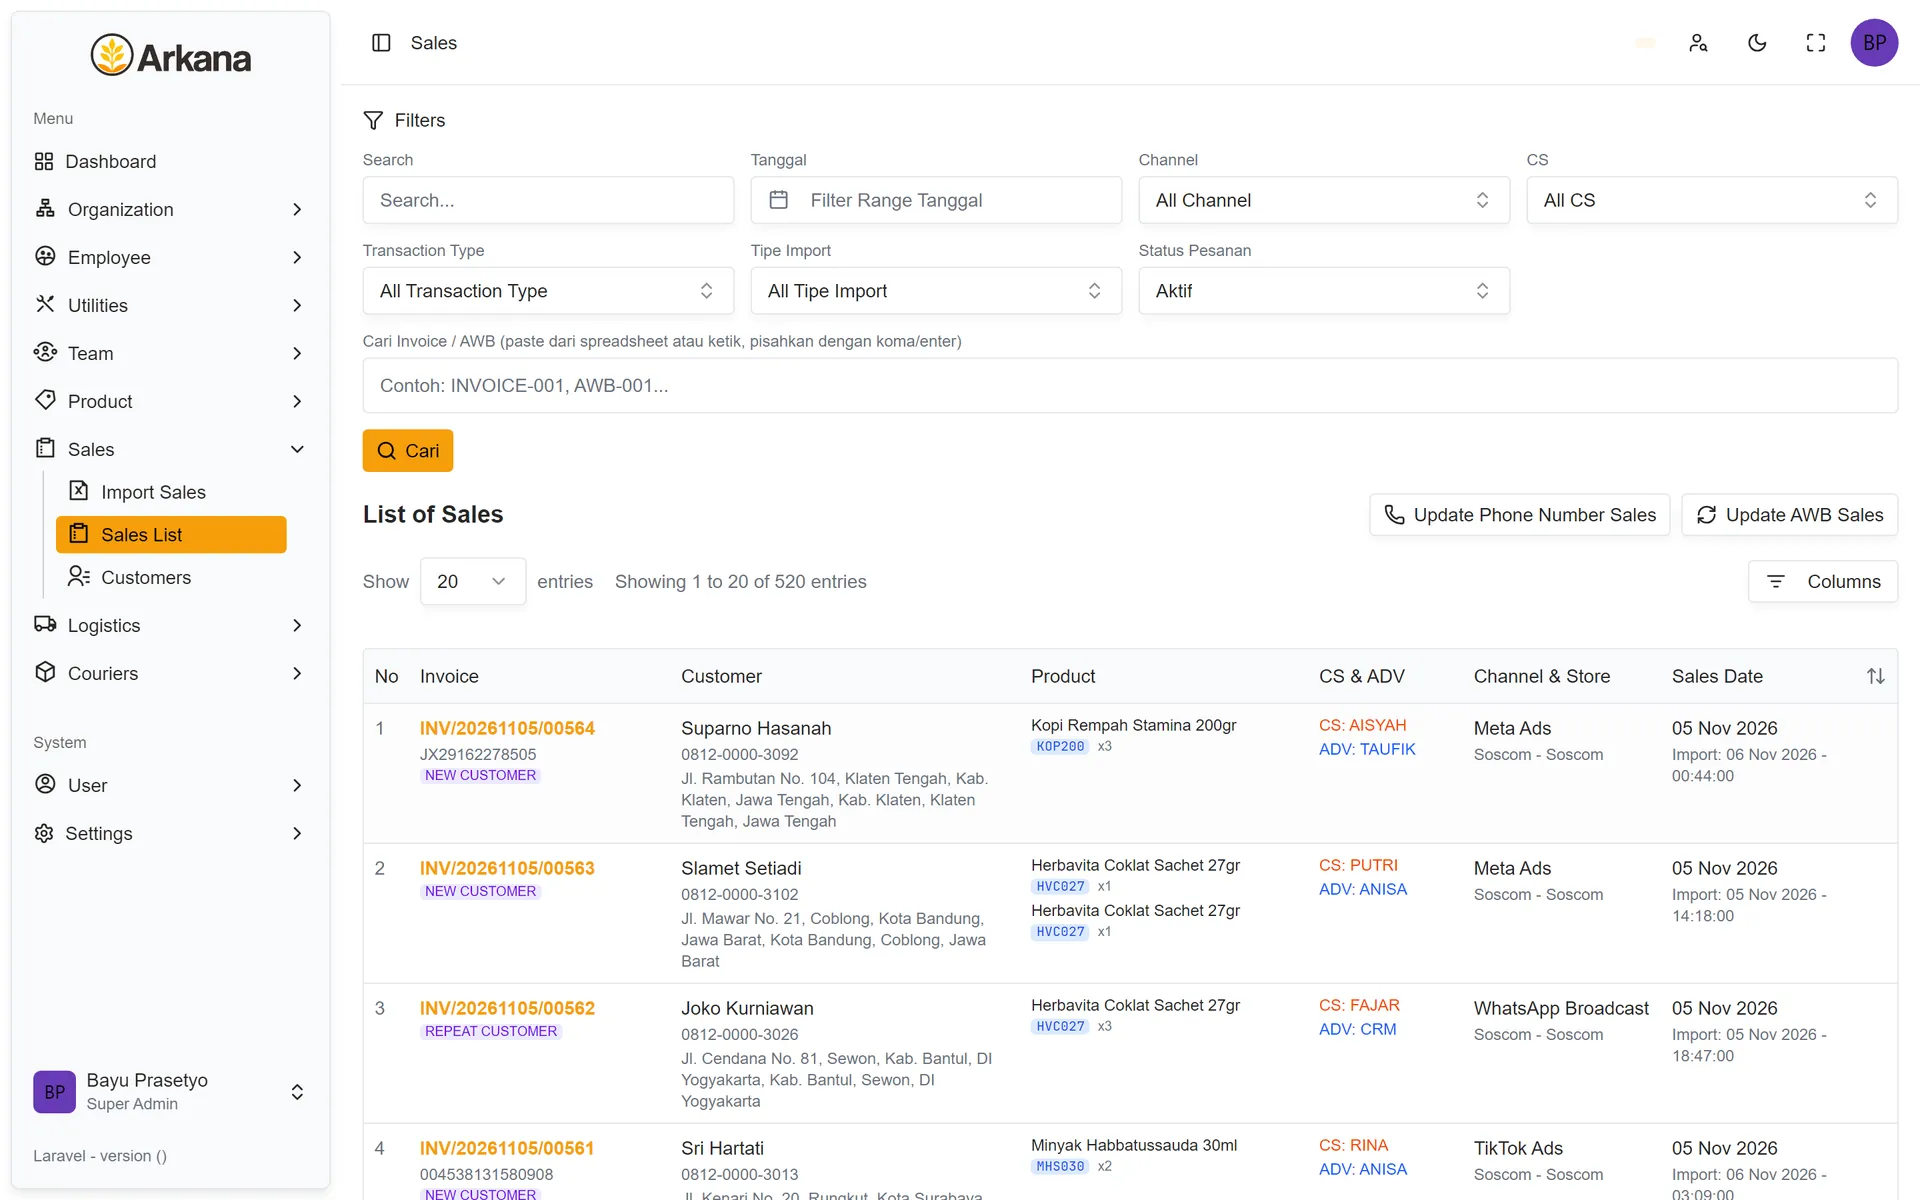 Arkana
Menu
Dashboard
Organization
Employee
Utilities
Team
Product
Sales
Import Sales
Sales List
Customers
Logistics
Couriers
System
User
Settings
BP
Bayu Prasetyo
Super Admin
Laravel - version ()
Sales
BP
Filters
Search
Tanggal
Channel
CS
Search...
Filter Range Tanggal
All Channel
All CS
Transaction Type
Tipe Import
Status Pesanan
All Transaction Type
All Tipe Import
Aktif
Cari Invoice / AWB (paste dari spreadsheet atau ketik, pisahkan dengan koma/enter)
Contoh: INVOICE-001, AWB-001...
Cari
List of Sales
Update Phone Number Sales
Update AWB Sales
Show 20 entries Showing 1 to 20 of 520 entries
Columns
No Invoice Customer Product CS & ADV Channel & Store Sales Date
1
INV/20261105/00564
JX29162278505
NEW CUSTOMER
Suparno Hasanah
0812-0000-3092
Jl. Rambutan No. 104, Klaten Tengah, Kab.
Klaten, Jawa Tengah, Kab. Klaten, Klaten
Tengah, Jawa Tengah
Kopi Rempah Stamina 200gr
KOP200 x3
CS: AISYAH
ADV: TAUFIK
Meta Ads
Soscom - Soscom
05 Nov 2026
Import: 06 Nov 2026 -
00:44:00
2
INV/20261105/00563
NEW CUSTOMER
Slamet Setiadi
0812-0000-3102
Jl. Mawar No. 21, Coblong, Kota Bandung,
Jawa Barat, Kota Bandung, Coblong, Jawa
Barat
Herbavita Coklat Sachet 27gr
HVC027 x1
Herbavita Coklat Sachet 27gr
HVC027 x1
CS: PUTRI
ADV: ANISA
Meta Ads
Soscom - Soscom
05 Nov 2026
Import: 05 Nov 2026 -
14:18:00
3
INV/20261105/00562
REPEAT CUSTOMER
Joko Kurniawan
0812-0000-3026
Jl. Cendana No. 81, Sewon, Kab. Bantul, DI
Yogyakarta, Kab. Bantul, Sewon, DI
Yogyakarta
Herbavita Coklat Sachet 27gr
HVC027 x3
CS: FAJAR
ADV: CRM
WhatsApp Broadcast
Soscom - Soscom
05 Nov 2026
Import: 05 Nov 2026 -
18:47:00
4
INV/20261105/00561
004538131580908
NEW CUSTOMER
Sri Hartati
0812-0000-3013
Jl. Kenari No. 20, Rungkut, Kota Surabaya,
Minyak Habbatussauda 30ml
MHS030 x2
CS: RINA
ADV: ANISA
TikTok Ads
Soscom - Soscom
05 Nov 2026
Import: 06 Nov 2026 -
03:09:00